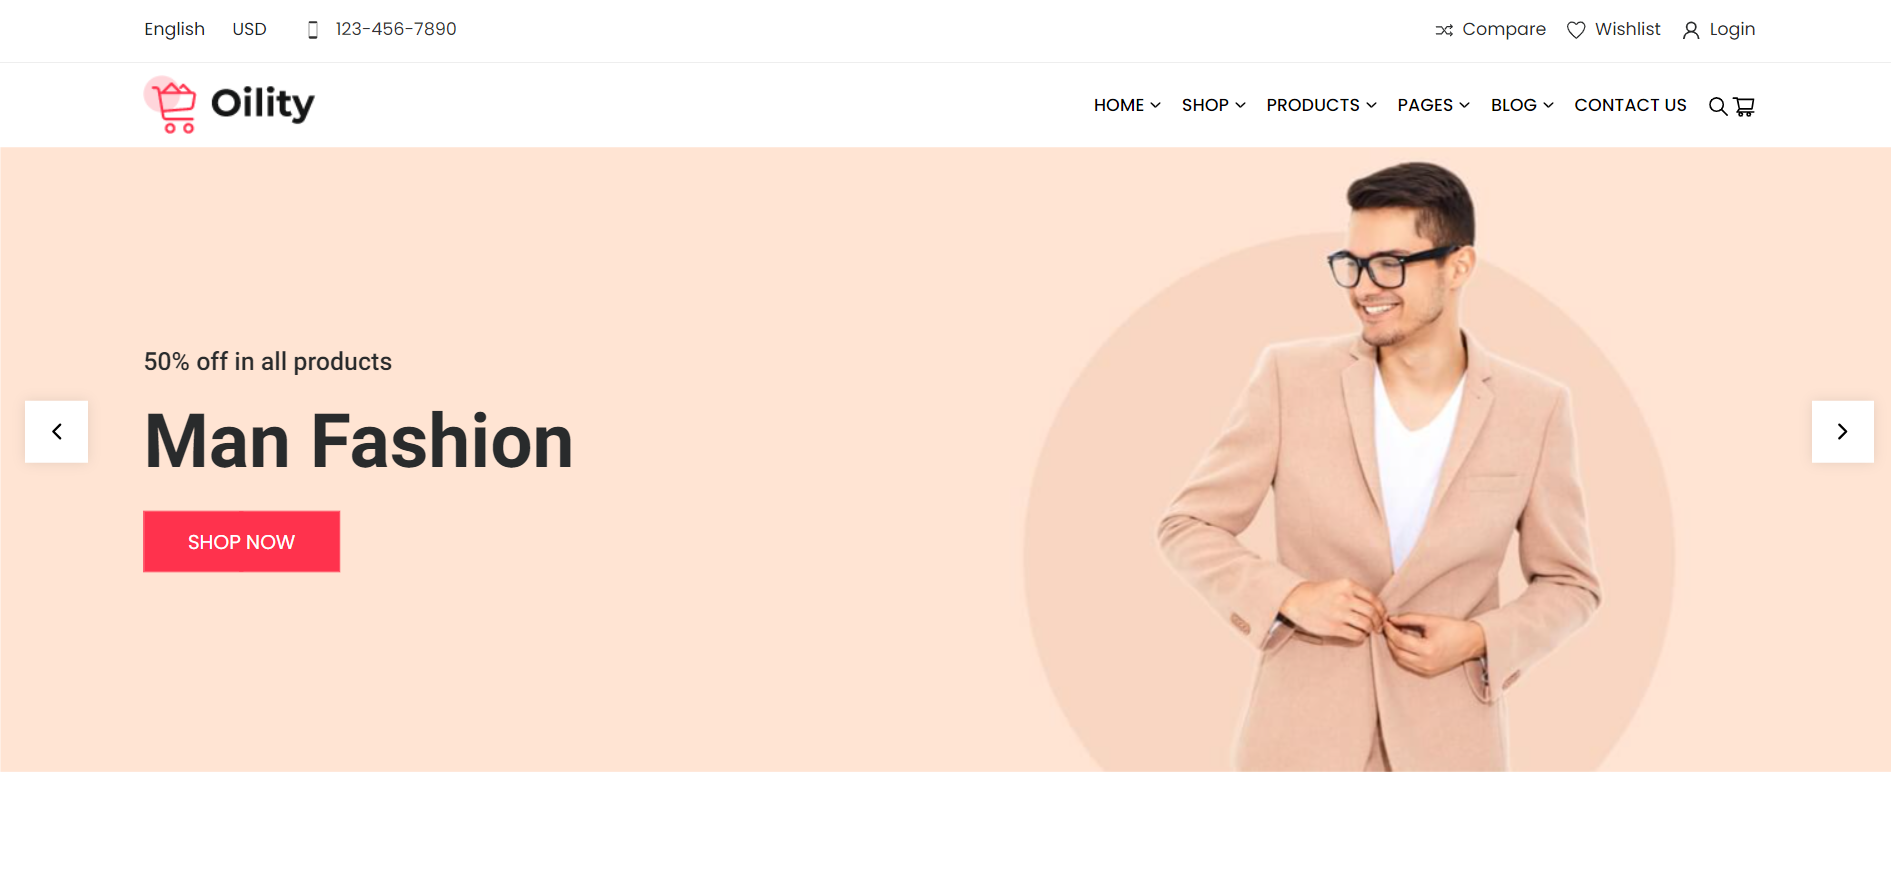 English USD 123-456-7890 Compare Wishlist Login
Oility HOME SHOP PRODUCTS PAGES BLOG CONTACT US
50% off in all products
Man Fashion
SHOP NOW